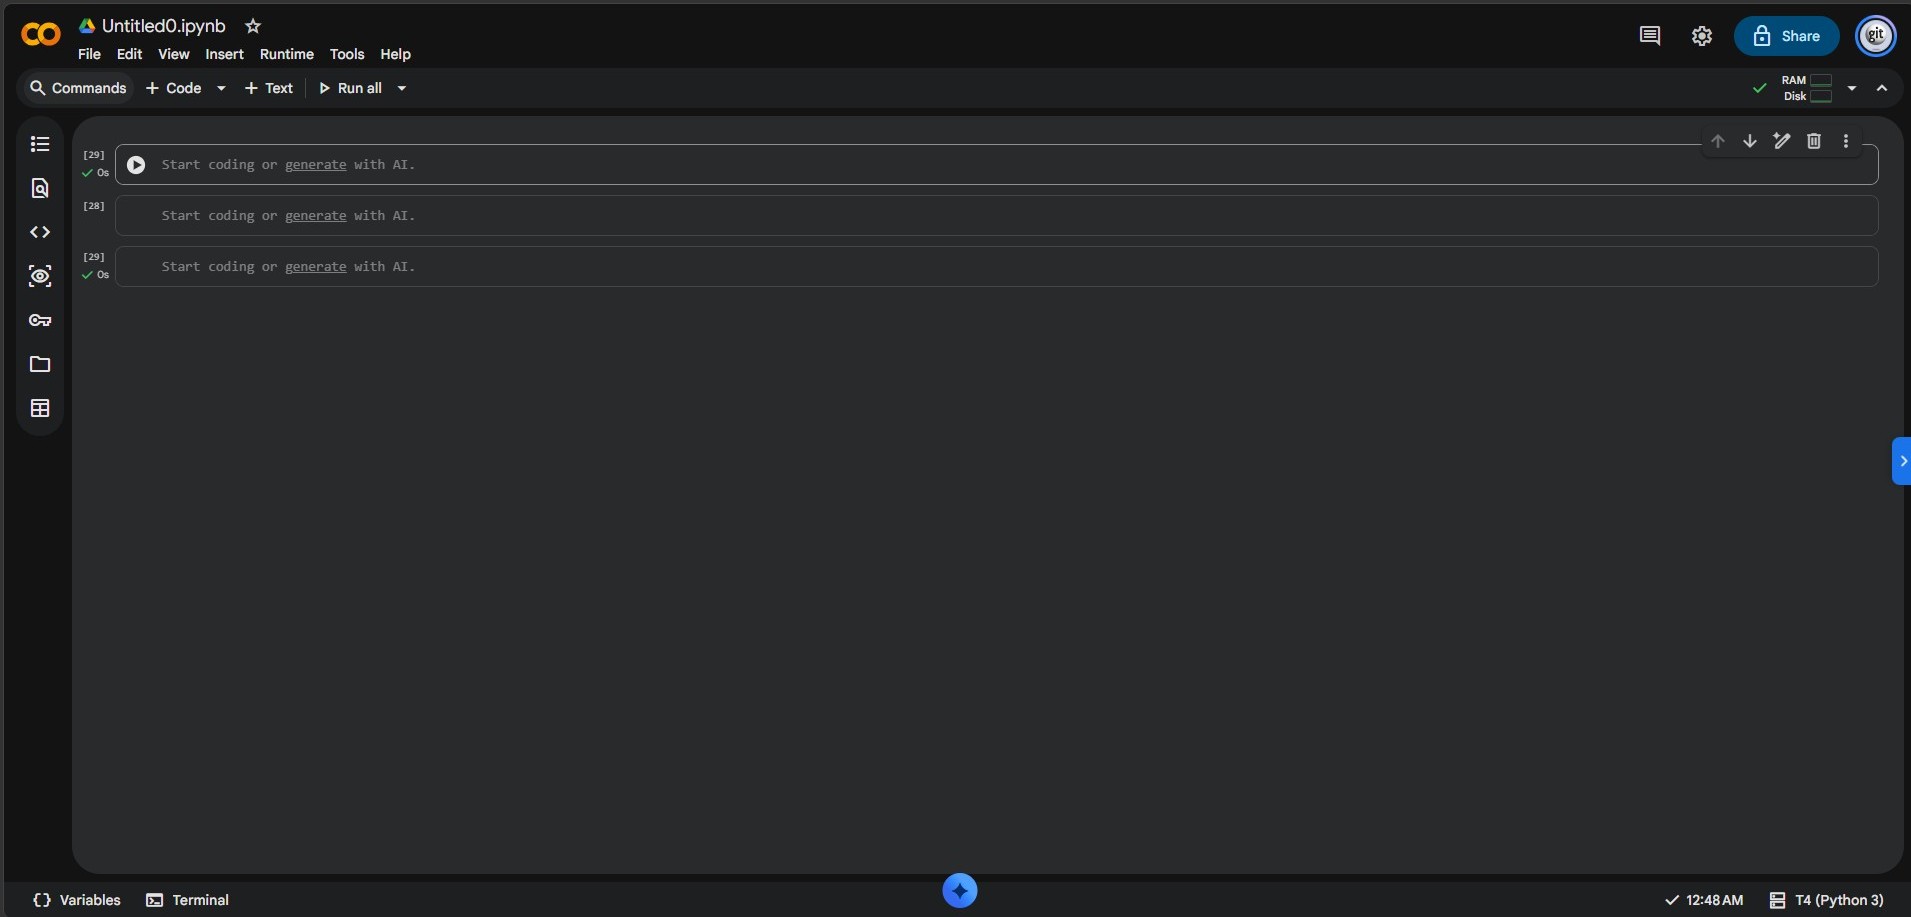 Untitled0.ipynb
File Edit View Insert Runtime Tools Help
Share
git
Commands + Code + Text Run all
RAM
Disk
[29] Start coding or generate with AI.
0s
[28] Start coding or generate with AI.
[29] Start coding or generate with AI.
0s
{} Variables Terminal
12:48 AM T4 (Python 3)